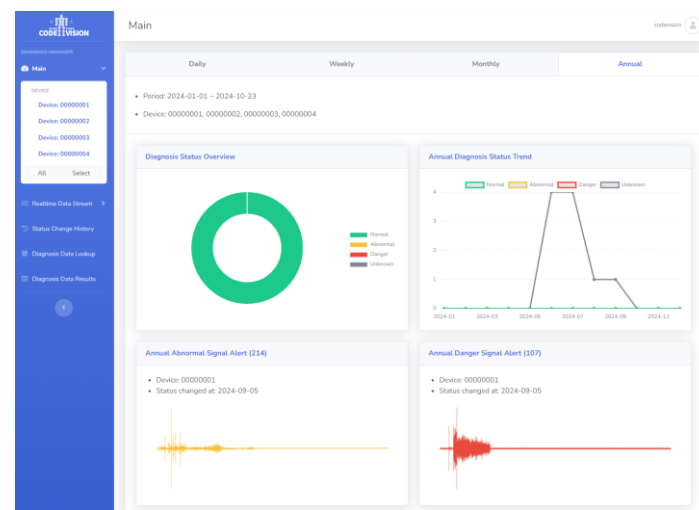 CODE VISION
DIAGNOSIS MANAGER
Main
DEVICE
Device: 00000001
Device: 00000002
Device: 00000003
Device: 00000004
All Select
Realtime Data Stream
Status Change History
Diagnosis Data Lookup
Diagnosis Data Results
Main
codevision
Daily Weekly Monthly Annual
Period: 2024-01-01 ~ 2024-10-23
Device: 00000001, 00000002, 00000003, 00000004
Diagnosis Status Overview
Normal
Abnormal
Danger
Unknown
Annual Diagnosis Status Trend
Normal Abnormal Danger Unknown
4
3
2
1
0
2024-01 2024-03 2024-05 2024-07 2024-09 2024-11
Annual Abnormal Signal Alert (214)
Device: 00000001
Status changed at: 2024-09-05
Annual Danger Signal Alert (107)
Device: 00000001
Status changed at: 2024-09-05